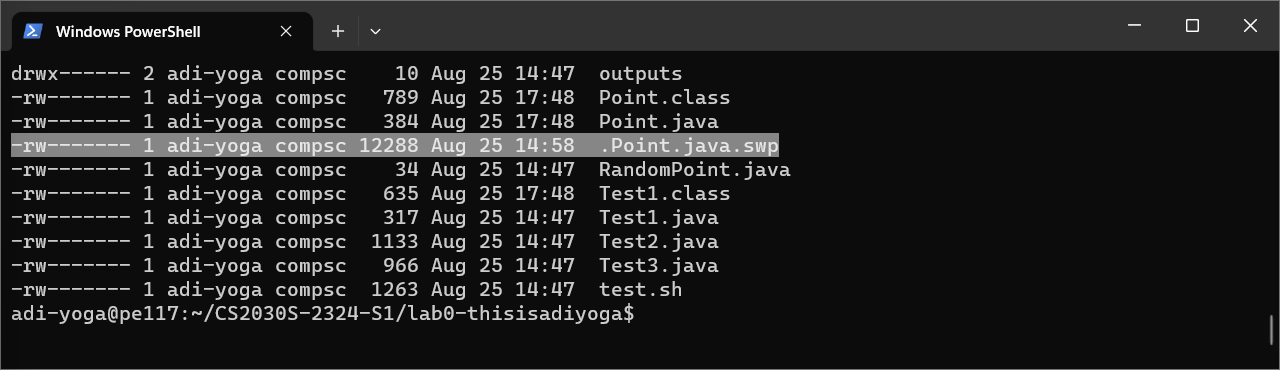 Windows PowerShell
drwx------ 2 adi-yoga compsc    10 Aug 25 14:47  outputs
-rw------- 1 adi-yoga compsc   789 Aug 25 17:48  Point.class
-rw------- 1 adi-yoga compsc   384 Aug 25 17:48  Point.java
-rw------- 1 adi-yoga compsc 12288 Aug 25 14:58  .Point.java.swp
-rw------- 1 adi-yoga compsc    34 Aug 25 14:47  RandomPoint.java
-rw------- 1 adi-yoga compsc   635 Aug 25 17:48  Test1.class
-rw------- 1 adi-yoga compsc   317 Aug 25 14:47  Test1.java
-rw------- 1 adi-yoga compsc  1133 Aug 25 14:47  Test2.java
-rw------- 1 adi-yoga compsc   966 Aug 25 14:47  Test3.java
-rw------- 1 adi-yoga compsc  1263 Aug 25 14:47  test.sh
adi-yoga@pe117:~/CS2030S-2324-S1/lab0-thisisadiyoga$